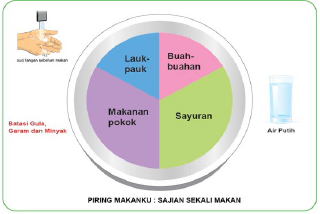 cuci tangan sebelum makan
Lauk-
pauk
Buah-
buahan
Makanan
pokok
Sayuran
Batasi Gula,
Garam dan Minyak
Air Putih
PIRING MAKANKU : SAJIAN SEKALI MAKAN